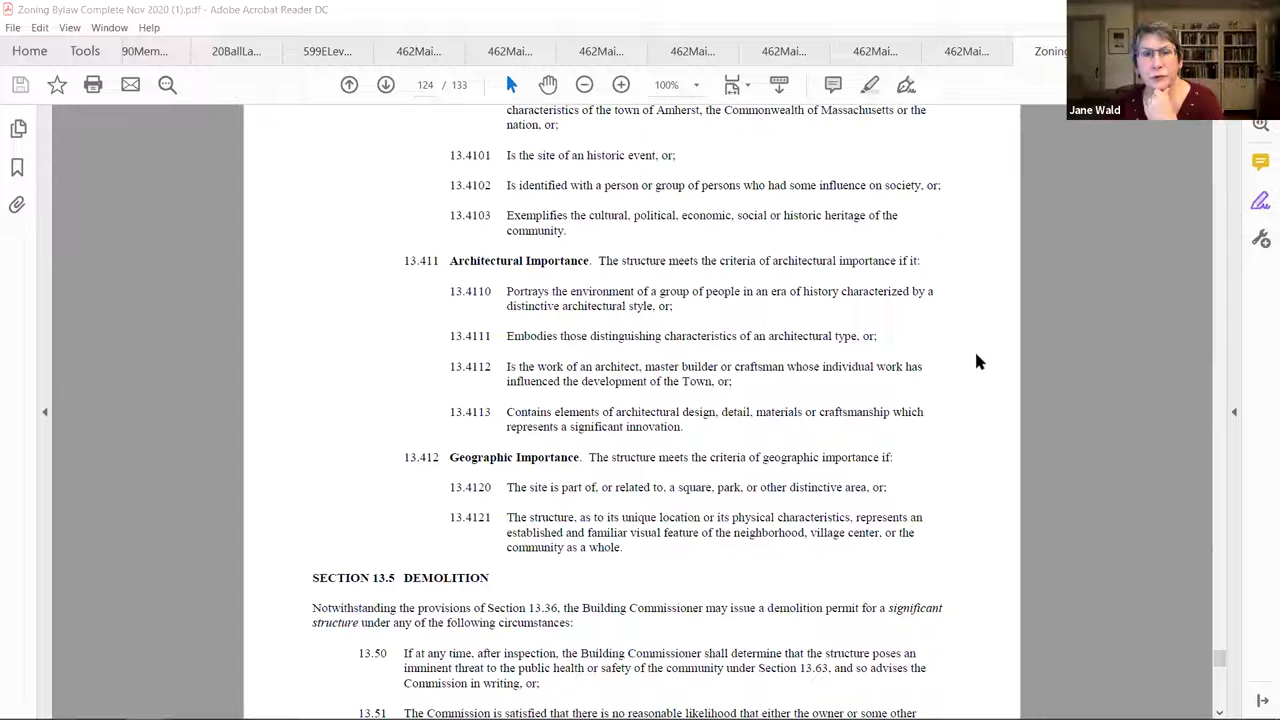 Zoning Bylaw Complete Nov 2020 (1).pdf - Adobe Acrobat Reader DC
File Edit View Window Help
Home Tools 90Mem... 20BallLa... 599ELev... 462Mai... 462Mai... 462Mai... 462Mai... 462Mai... 462Mai... 462Mai... Zoning
124 / 133 100%
Jane Wald
characteristics of the town of Amherst, the Commonwealth of Massachusetts or the
nation, or;
13.4101 Is the site of an historic event, or;
13.4102 Is identified with a person or group of persons who had some influence on society, or;
13.4103 Exemplifies the cultural, political, economic, social or historic heritage of the
community.
13.411 Architectural Importance. The structure meets the criteria of architectural importance if it:
13.4110 Portrays the environment of a group of people in an era of history characterized by a
distinctive architectural style, or;
13.4111 Embodies those distinguishing characteristics of an architectural type, or;
13.4112 Is the work of an architect, master builder or craftsman whose individual work has
influenced the development of the Town, or;
13.4113 Contains elements of architectural design, detail, materials or craftsmanship which
represents a significant innovation.
13.412 Geographic Importance. The structure meets the criteria of geographic importance if:
13.4120 The site is part of, or related to, a square, park, or other distinctive area, or;
13.4121 The structure, as to its unique location or its physical characteristics, represents an
established and familiar visual feature of the neighborhood, village center, or the
community as a whole.
SECTION 13.5 DEMOLITION
Notwithstanding the provisions of Section 13.36, the Building Commissioner may issue a demolition permit for a significant
structure under any of the following circumstances:
13.50 If at any time, after inspection, the Building Commissioner shall determine that the structure poses an
imminent threat to the public health or safety of the community under Section 13.63, and so advises the
Commission in writing, or;
13.51 The Commission is satisfied that there is no reasonable likelihood that either the owner or some other